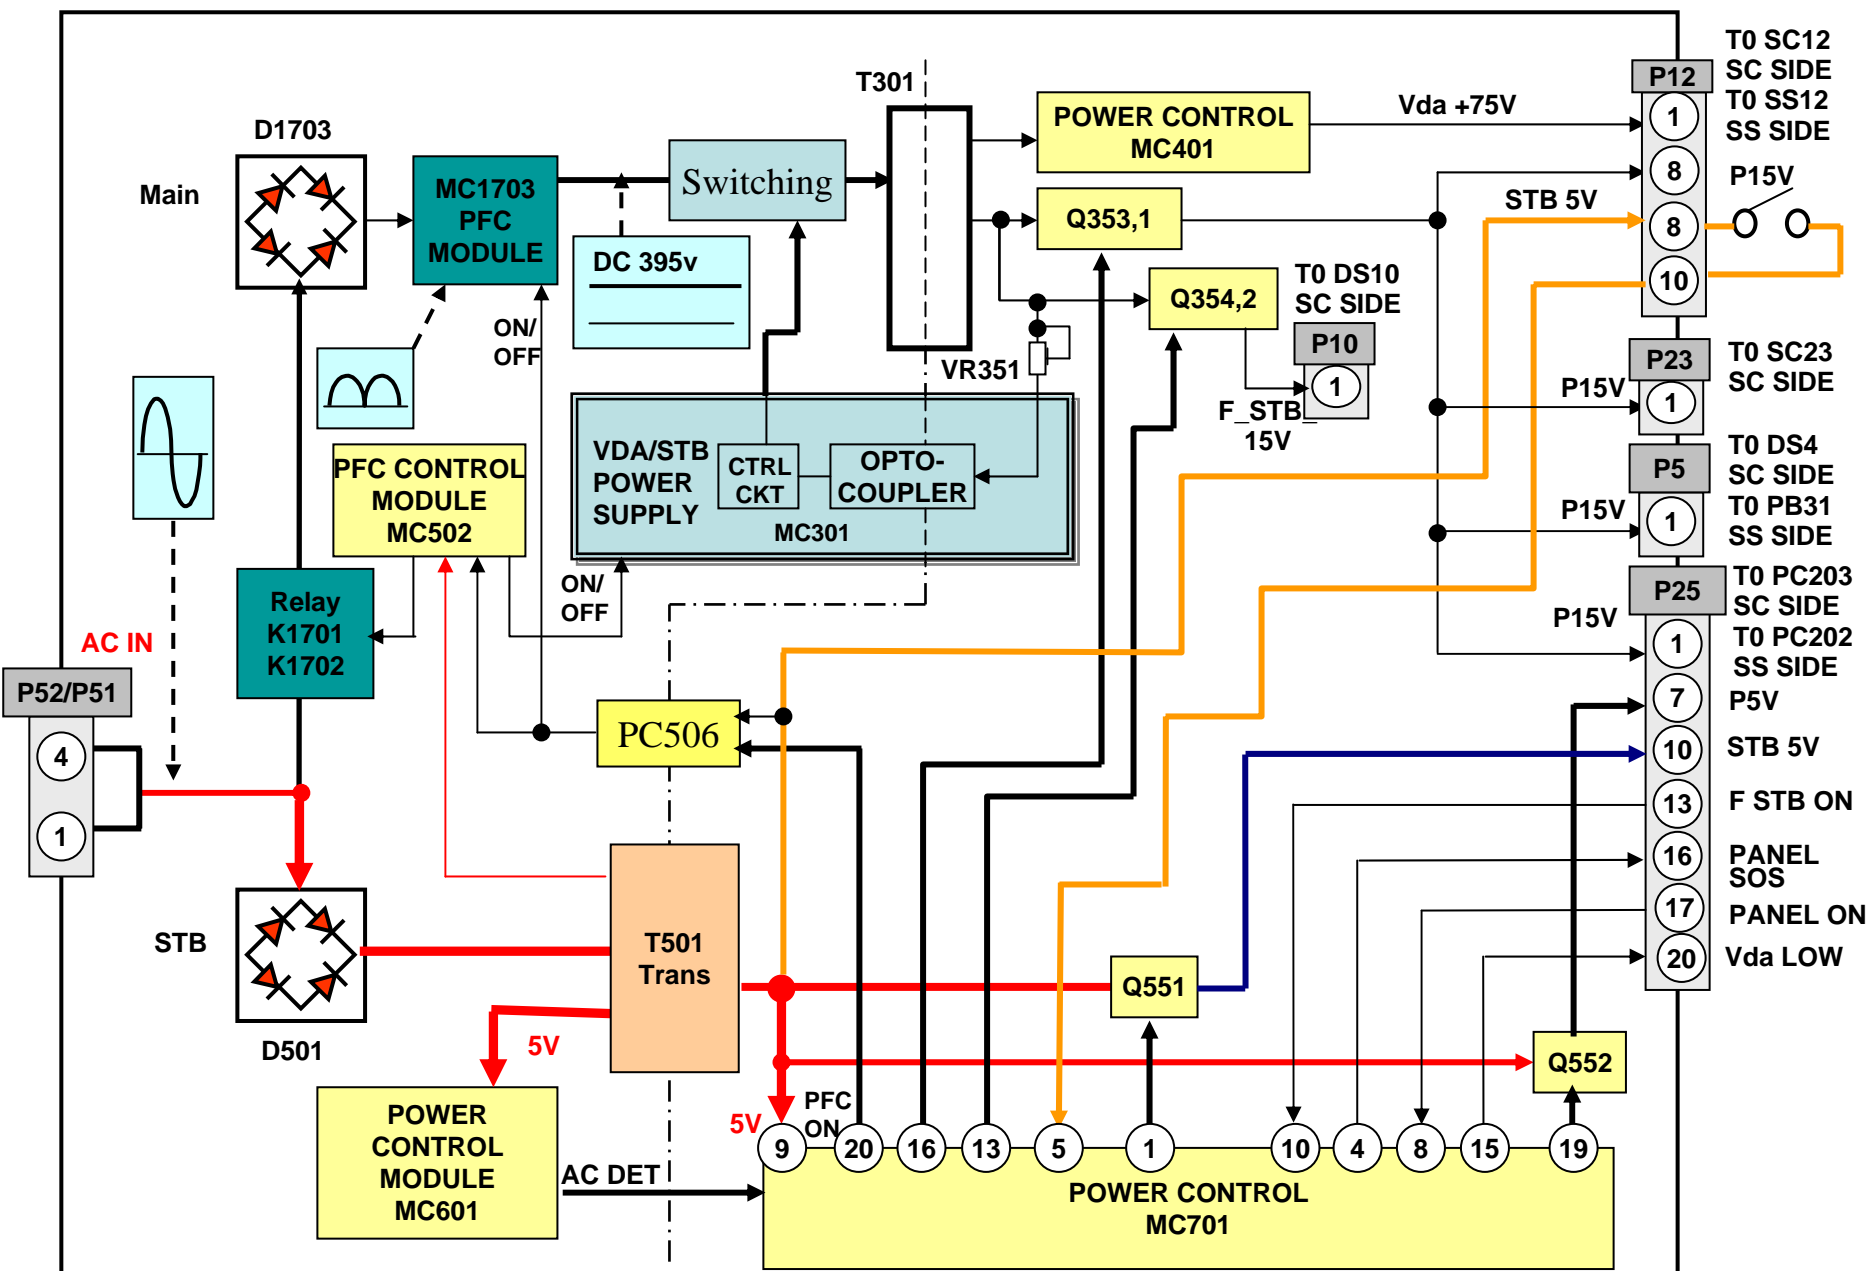 T0 SC12
SC SIDE
T0 SS12
SS SIDE
P12
1
8
8
10
P15V
STB 5V
Vda +75V
T301
POWER CONTROL
MC401
D1703
Main
MC1703
PFC
MODULE
Switching
DC 395v
ON/
OFF
Q353,1
Q354,2
T0 DS10
SC SIDE
P10
1
F_STB_
15V
VR351
T0 SC23
SC SIDE
P23
1
P15V
T0 DS4
SC SIDE
T0 PB31
SS SIDE
P5
1
P15V
VDA/STB
POWER
SUPPLY
CTRL
CKT
OPTO-
COUPLER
MC301
PFC CONTROL
MODULE
MC502
ON/
OFF
Relay
K1701
K1702
AC IN
P52/P51
4
1
PC506
T0 PC203
SC SIDE
T0 PC202
SS SIDE
P25
P15V
1
7
P5V
10
STB 5V
13
F STB ON
16
PANEL
SOS
17
PANEL ON
20
Vda LOW
STB
D501
T501
Trans
5V
Q551
Q552
POWER
CONTROL
MODULE
MC601
AC DET
5V
PFC
ON
9
20
16
13
5
1
10
4
8
15
19
POWER CONTROL
MC701